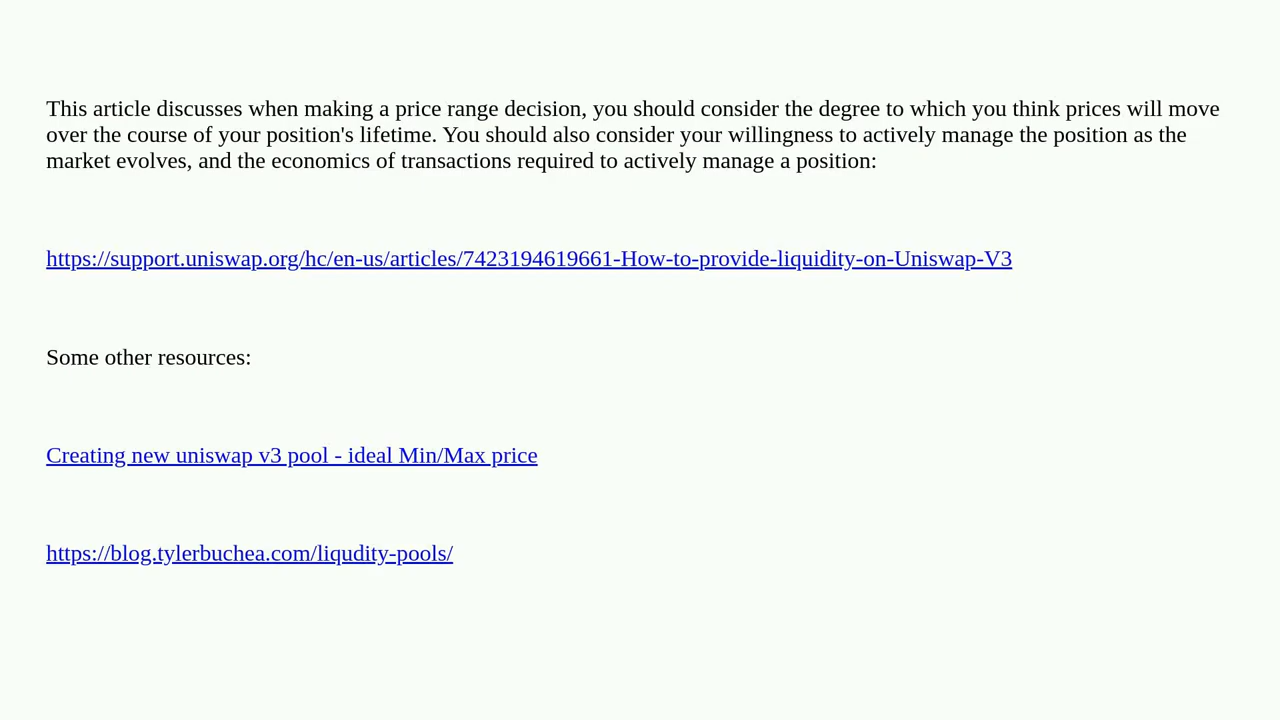 This article discusses when making a price range decision, you should consider the degree to which you think prices will move
over the course of your position's lifetime. You should also consider your willingness to actively manage the position as the
market evolves, and the economics of transactions required to actively manage a position:
https://support.uniswap.org/hc/en-us/articles/7423194619661-How-to-provide-liquidity-on-Uniswap-V3
Some other resources:
Creating new uniswap v3 pool - ideal Min/Max price
https://blog.tylerbuchea.com/liqudity-pools/